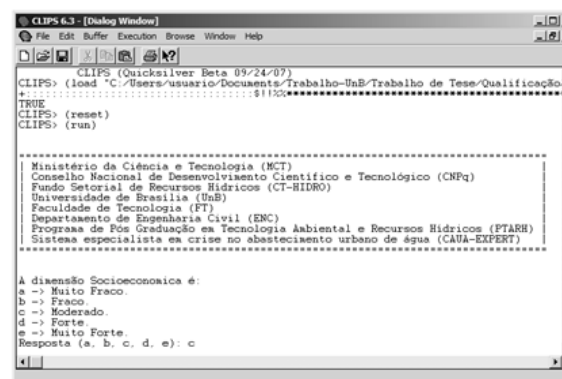 CLIPS 6.3 - [Dialog Window]
File Edit Buffer Execution Browse Window Help
CLIPS (Quicksilver Beta 09/24/07)
CLIPS> (load "C:/Users/usuario/Documents/Trabalho-UnB/Trabalho de Tese/Qualificação
TRUE
CLIPS> (reset)
CLIPS> (run)
| Ministério da Ciência e Tecnologia (MCT) |
| Conselho Nacional de Desenvolvimento Científico e Tecnológico (CNPq) |
| Fundo Setorial de Recursos Hídricos (CT-HIDRO) |
| Universidade de Brasília (UnB) |
| Faculdade de Tecnologia (FT) |
| Departamento de Engenharia Civil (ENC) |
| Programa de Pós Graduação em Tecnologia Ambiental e Recursos Hídricos (PTARH) |
| Sistema especialista em crise no abastecimento urbano de água (CAUA-EXPERT) |
A dimensão Socioeconomica é:
a -> Muito Fraco.
b -> Fraco.
c -> Moderado.
d -> Forte.
e -> Muito Forte.
Resposta (a, b, c, d, e): c